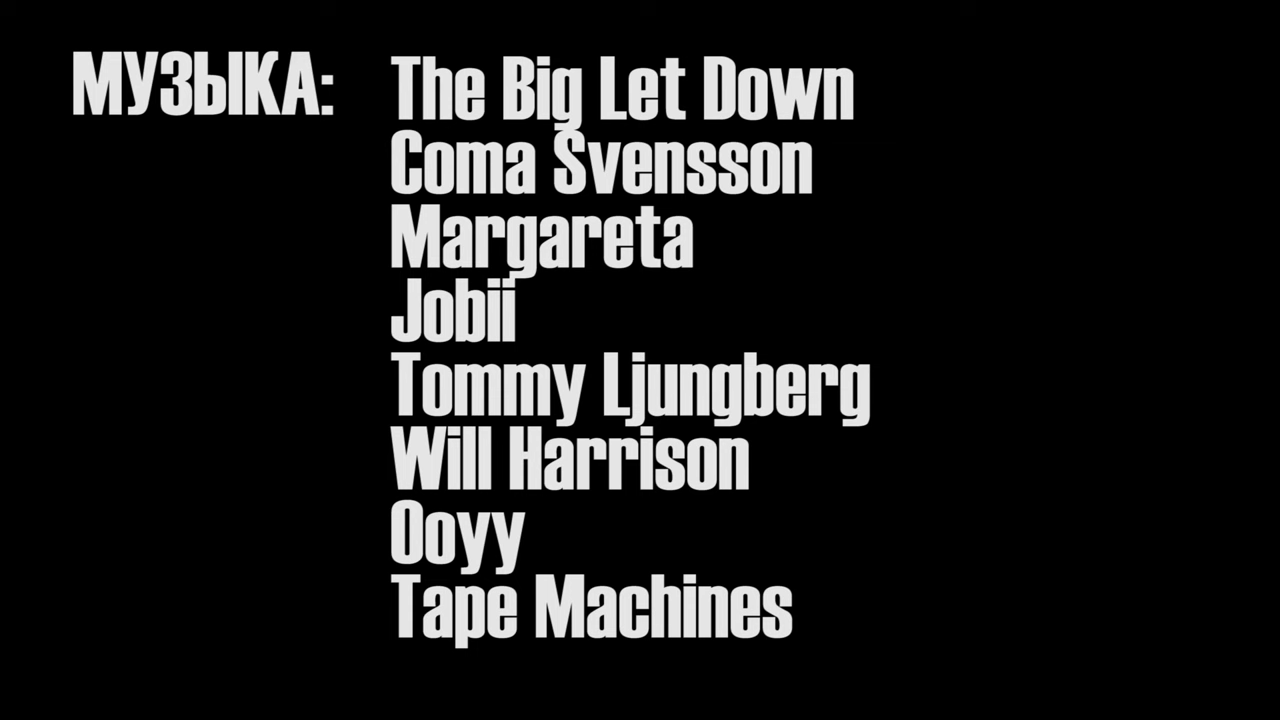 МУЗЫКА: The Big Let Down
Coma Svensson
Margareta
Jobii
Tommy Ljungberg
Will Harrison
Ooyy
Tape Machines